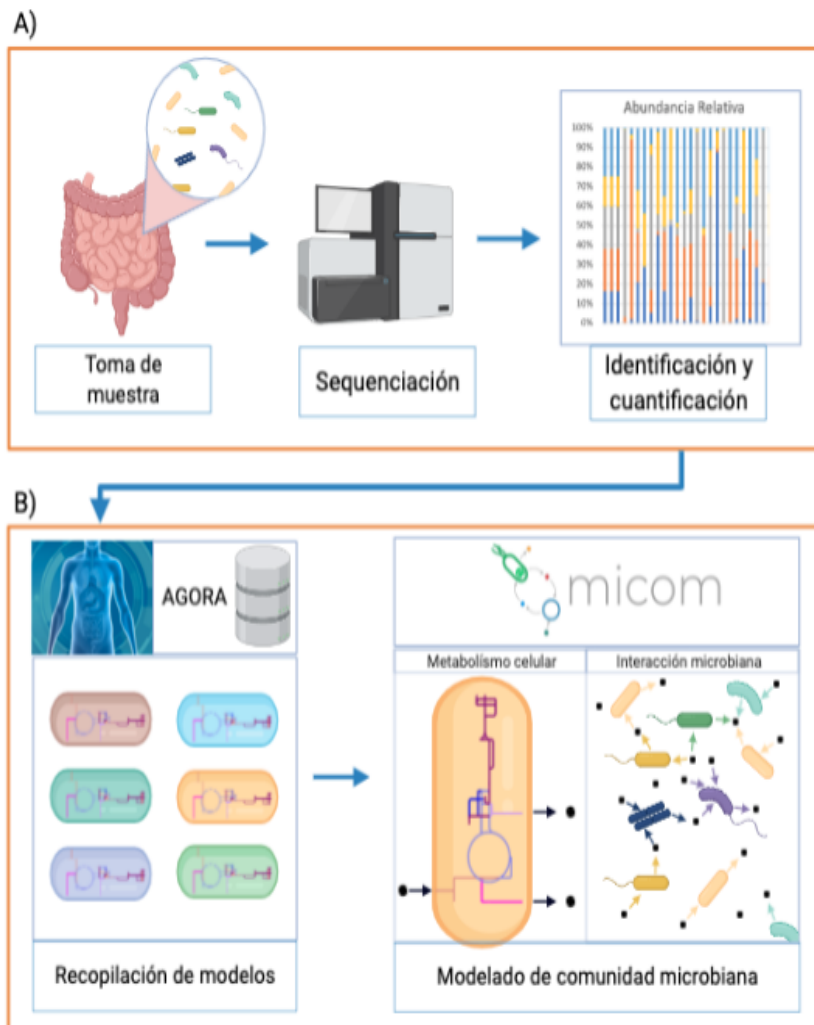 A)
Abundancia Relativa
100%
90%
80%
70%
60%
50%
40%
30%
20%
10%
0%
Toma de
muestra
Sequenciación
Identificación y
cuantificación
B)
AGORA
micom
Metabolísmo celular
Interacción microbiana
Recopilación de modelos
Modelado de comunidad microbiana